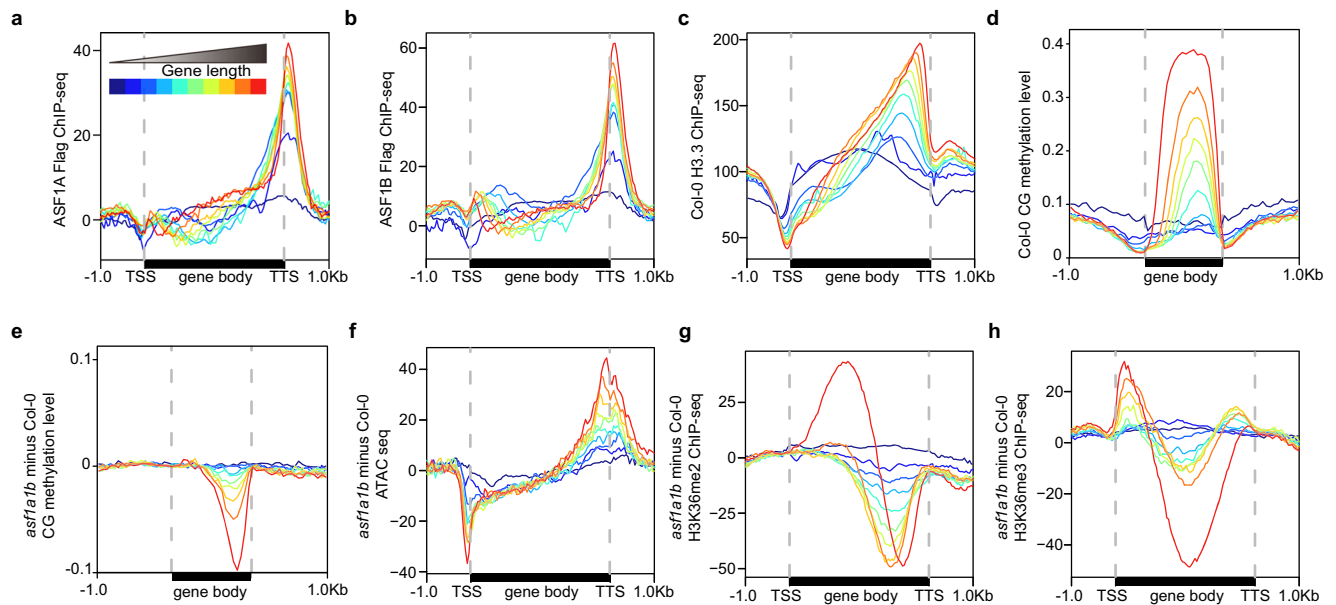 a
ASF1A Flag ChIP-seq
40
20
0
Gene length
-1.0
TSS
gene body
TTS
1.0Kb
b
ASF1B Flag ChIP-seq
60
40
20
0
-1.0
TSS
gene body
TTS
1.0Kb
c
Col-0 H3.3 ChIP-seq
200
150
100
50
-1.0
TSS
gene body
TTS
1.0Kb
d
Col-0 CG methylation level
0.4
0.3
0.2
0.1
0
-1.0
gene body
1.0Kb
e
asf1a1b minus Col-0
CG methylation level
0.1
0
-0.1
-1.0
gene body
1.0Kb
f
asf1a1b minus Col-0
ATAC seq
40
20
0
−20
−40
-1.0
TSS
gene body
TTS
1.0Kb
g
asf1a1b minus Col-0
H3K36me2 ChIP-seq
25
0
−25
−50
-1.0
TSS
gene body
TTS
1.0Kb
h
asf1a1b minus Col-0
H3K36me3 ChIP-seq
20
0
−20
−40
-1.0
TSS
gene body
TTS
1.0Kb